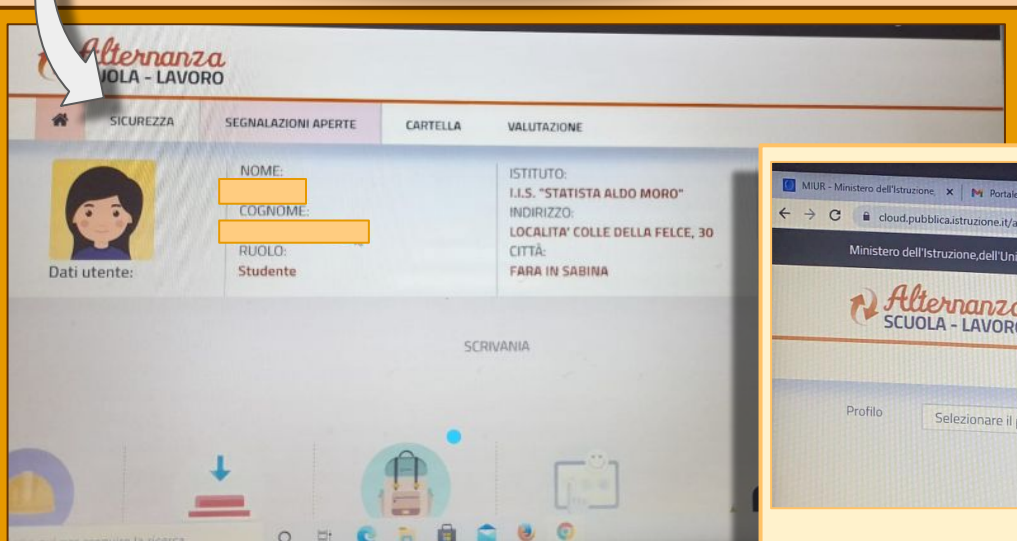 Alternanza
SCUOLA - LAVORO
SICUREZZA
SEGNALAZIONI APERTE
CARTELLA
VALUTAZIONE
NOME:
COGNOME:
RUOLO:
Studente
Dati utente:
ISTITUTO:
I.I.S. "STATISTA ALDO MORO"
INDIRIZZO:
LOCALITA' COLLE DELLA FELCE, 30
CITTÀ:
FARA IN SABINA
SCRIVANIA
MIUR - Ministero dell'Istruzione
Portale
cloud.pubblica.istruzione.it/a
Ministero dell'Istruzione,dell'Uni
Alternanza
SCUOLA - LAVORO
Profilo
Selezionare il